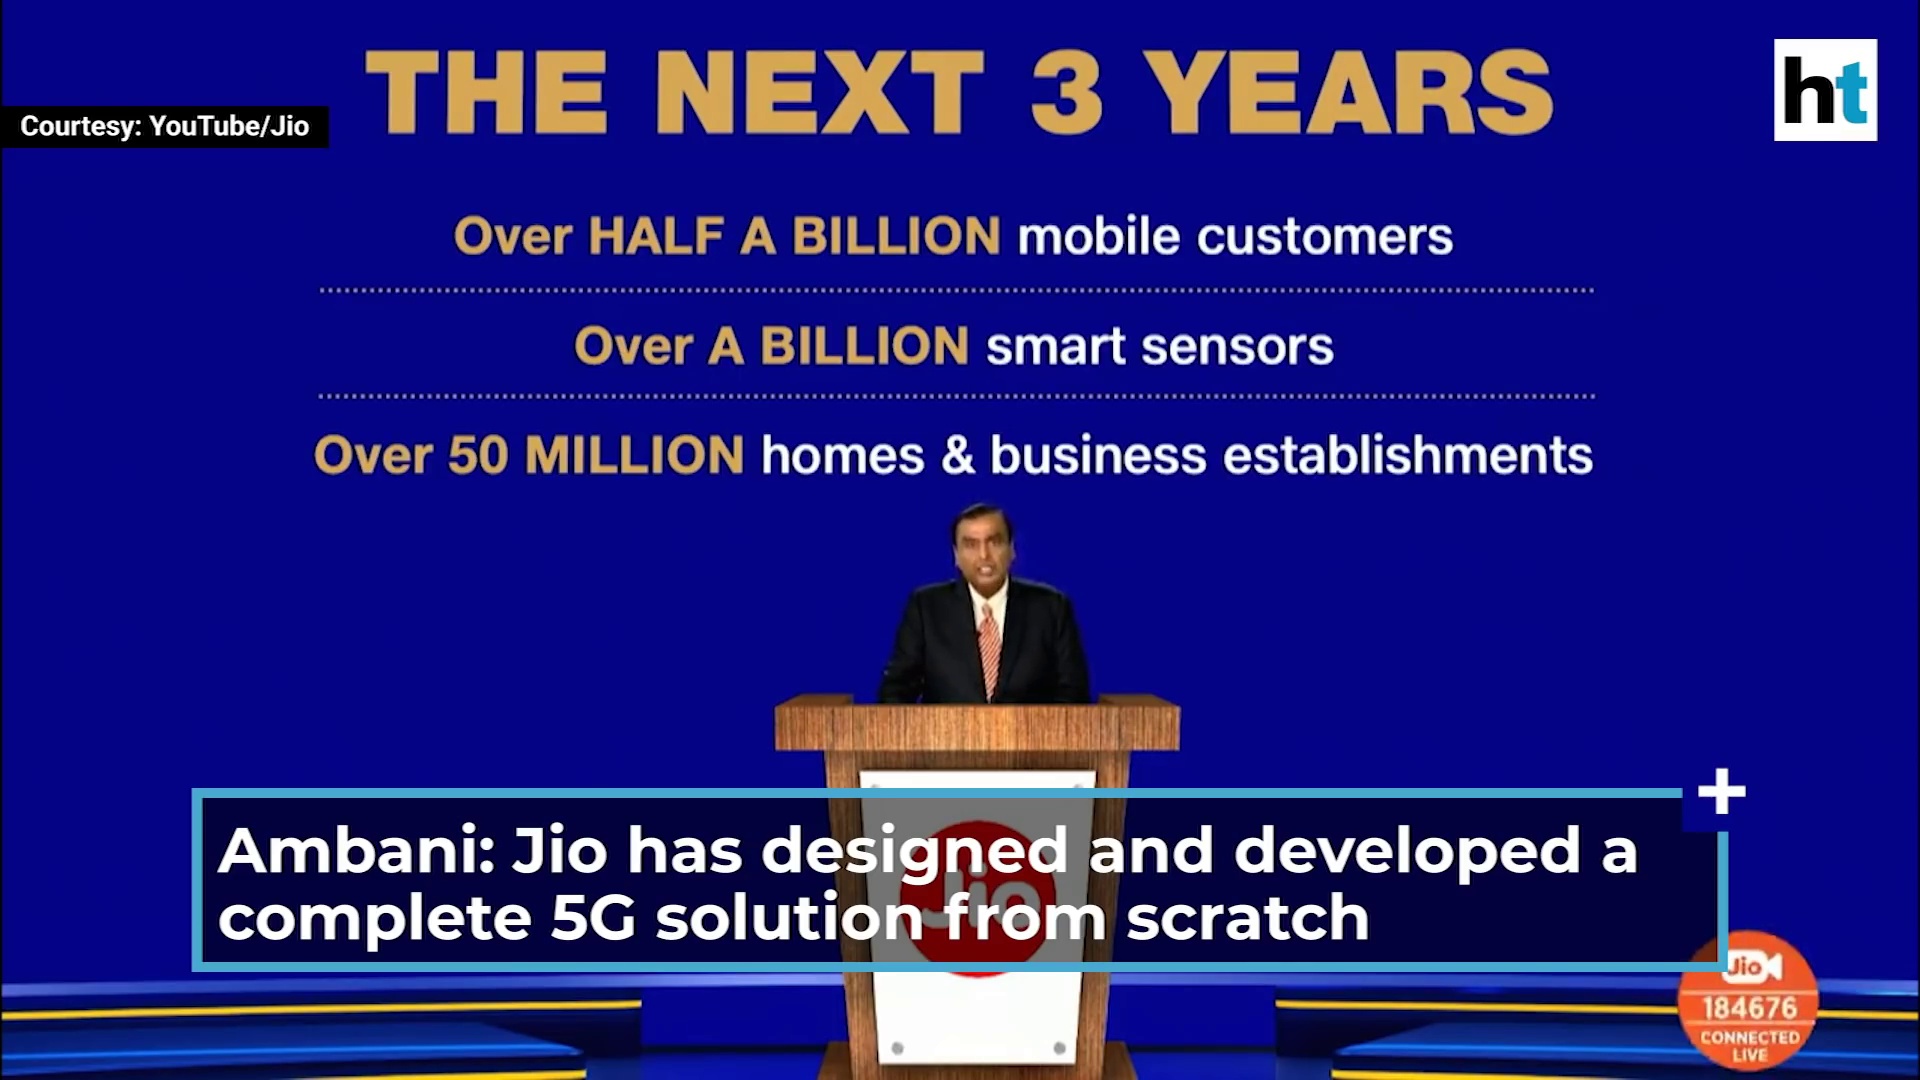 THE NEXT 3 YEARS
ht
Courtesy: YouTube/Jio
Over HALF A BILLION mobile customers
Over A BILLION smart sensors
Over 50 MILLION homes & business establishments
Ambani: Jio has designed and developed a
complete 5G solution from scratch
Jio
Jio
184676
CONNECTED
LIVE